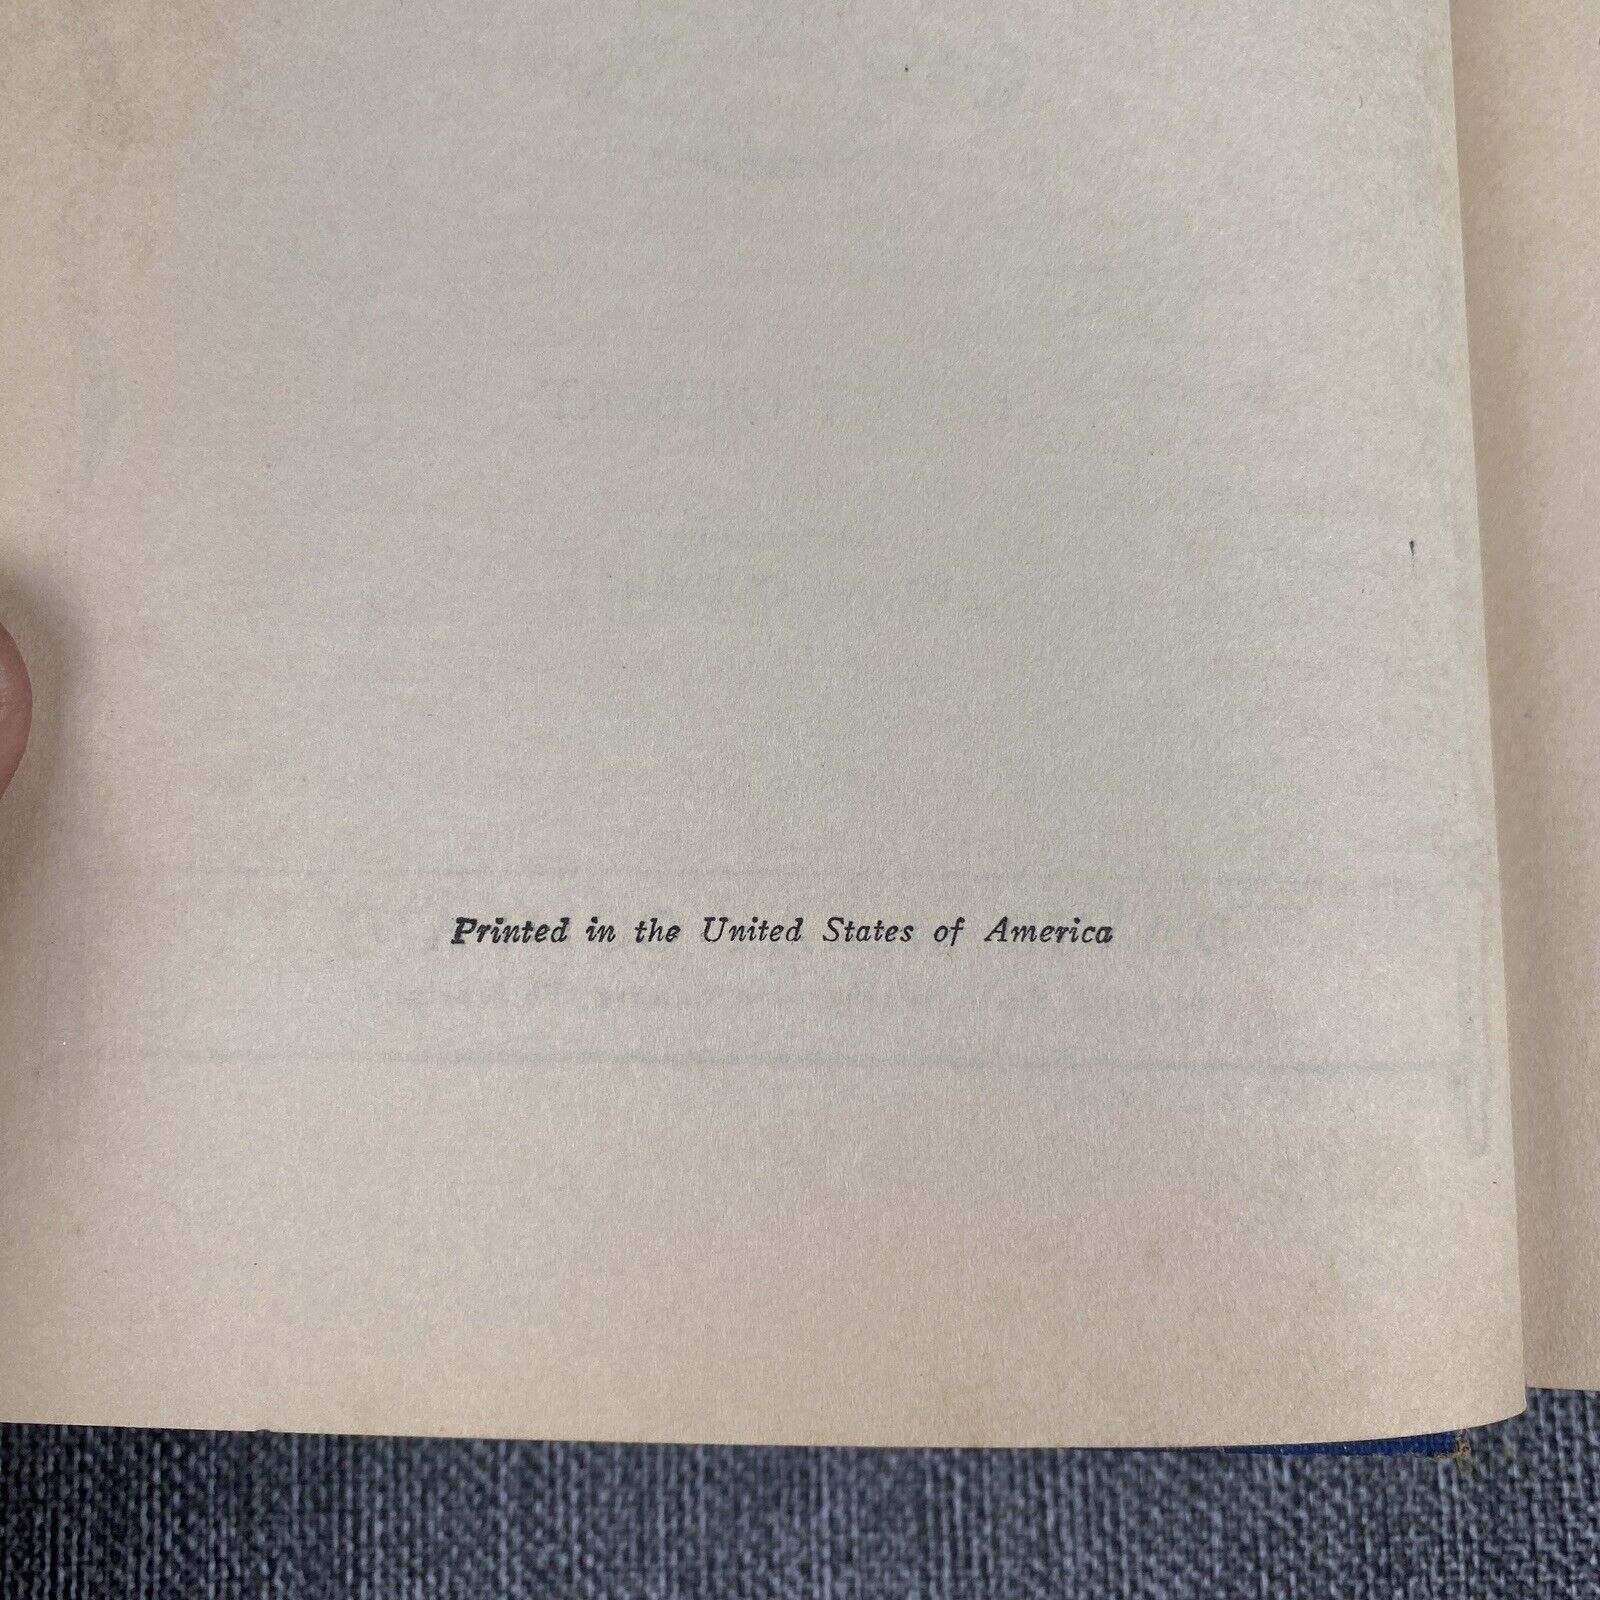 Printed in the United States of America